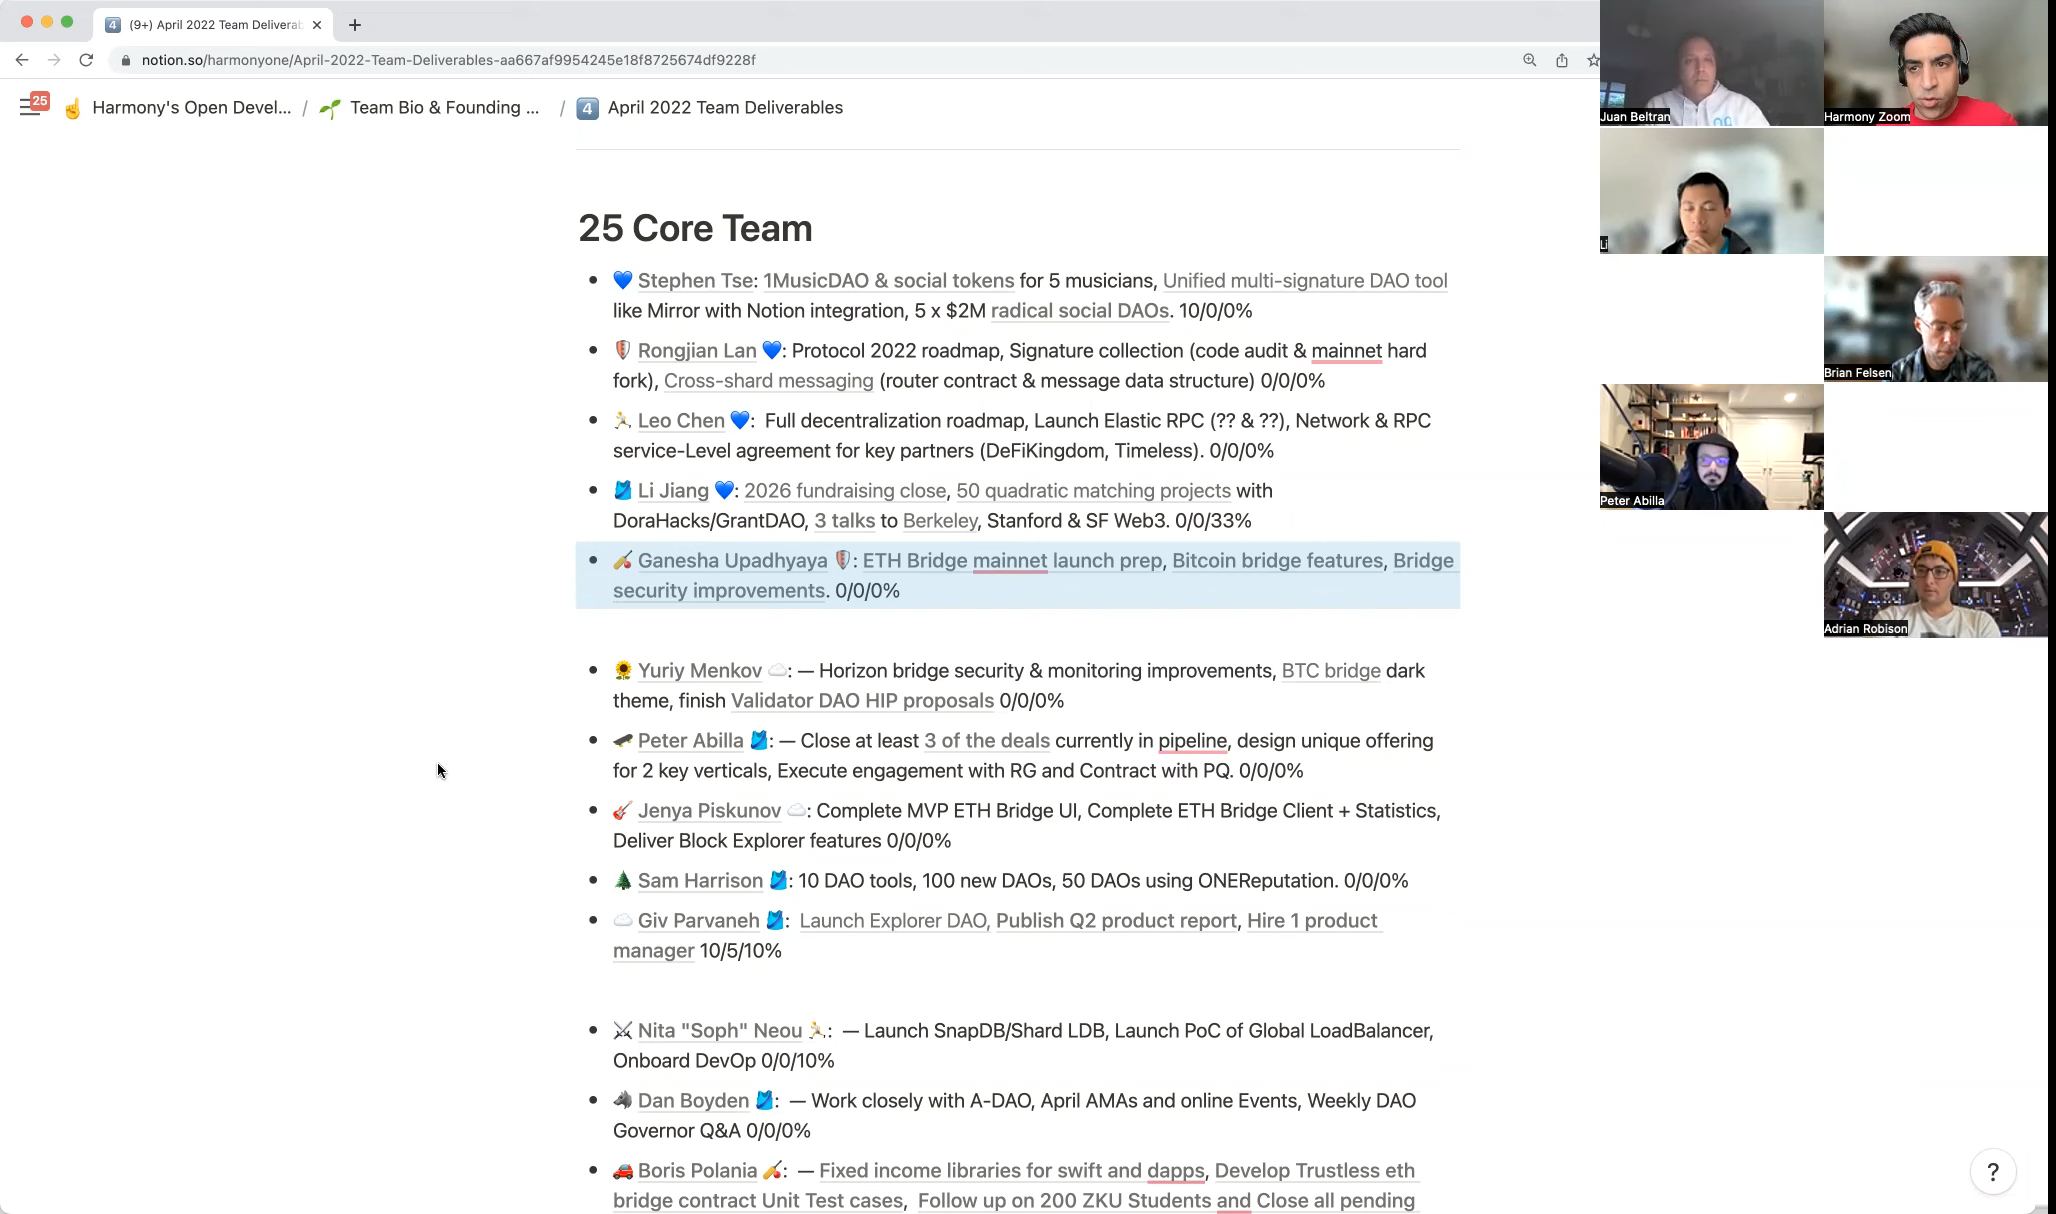 (9+) April 2022 Team Deliverab
notion.so/harmonyone/April-2022-Team-Deliverables-aa667af9954245e18f8725674df9228f
25
Harmony's Open Devel... / Team Bio & Founding ... / 4 April 2022 Team Deliverables
25 Core Team
• Stephen Tse: 1MusicDAO & social tokens for 5 musicians, Unified multi-signature DAO tool
like Mirror with Notion integration, 5 x $2M radical social DAOs. 10/0/0%
• Rongjian Lan 💙: Protocol 2022 roadmap, Signature collection (code audit & mainnet hard
fork), Cross-shard messaging (router contract & message data structure) 0/0/0%
• Leo Chen 💙: Full decentralization roadmap, Launch Elastic RPC (?? & ??), Network & RPC
service-Level agreement for key partners (DeFiKingdom, Timeless). 0/0/0%
• Li Jiang 💙: 2026 fundraising close, 50 quadratic matching projects with
DoraHacks/GrantDAO, 3 talks to Berkeley, Stanford & SF Web3. 0/0/33%
• Ganesha Upadhyaya : ETH Bridge mainnet launch prep, Bitcoin bridge features, Bridge
security improvements. 0/0/0%
• Yuriy Menkov : — Horizon bridge security & monitoring improvements, BTC bridge dark
theme, finish Validator DAO HIP proposals 0/0/0%
• Peter Abilla : — Close at least 3 of the deals currently in pipeline, design unique offering
for 2 key verticals, Execute engagement with RG and Contract with PQ. 0/0/0%
• Jenya Piskunov : Complete MVP ETH Bridge UI, Complete ETH Bridge Client + Statistics,
Deliver Block Explorer features 0/0/0%
• Sam Harrison : 10 DAO tools, 100 new DAOs, 50 DAOs using ONEReputation. 0/0/0%
• Giv Parvaneh : Launch Explorer DAO, Publish Q2 product report, Hire 1 product
manager 10/5/10%
• Nita "Soph" Neou : — Launch SnapDB/Shard LDB, Launch PoC of Global LoadBalancer,
Onboard DevOp 0/0/10%
• Dan Boyden : — Work closely with A-DAO, April AMAs and online Events, Weekly DAO
Governor Q&A 0/0/0%
• Boris Polania : — Fixed income libraries for swift and dapps, Develop Trustless eth
bridge contract Unit Test cases, Follow up on 200 ZKU Students and Close all pending
Juan Beltran
Harmony Zoom
Li
Brian Felsen
Peter Abilla
Adrian Robison
?